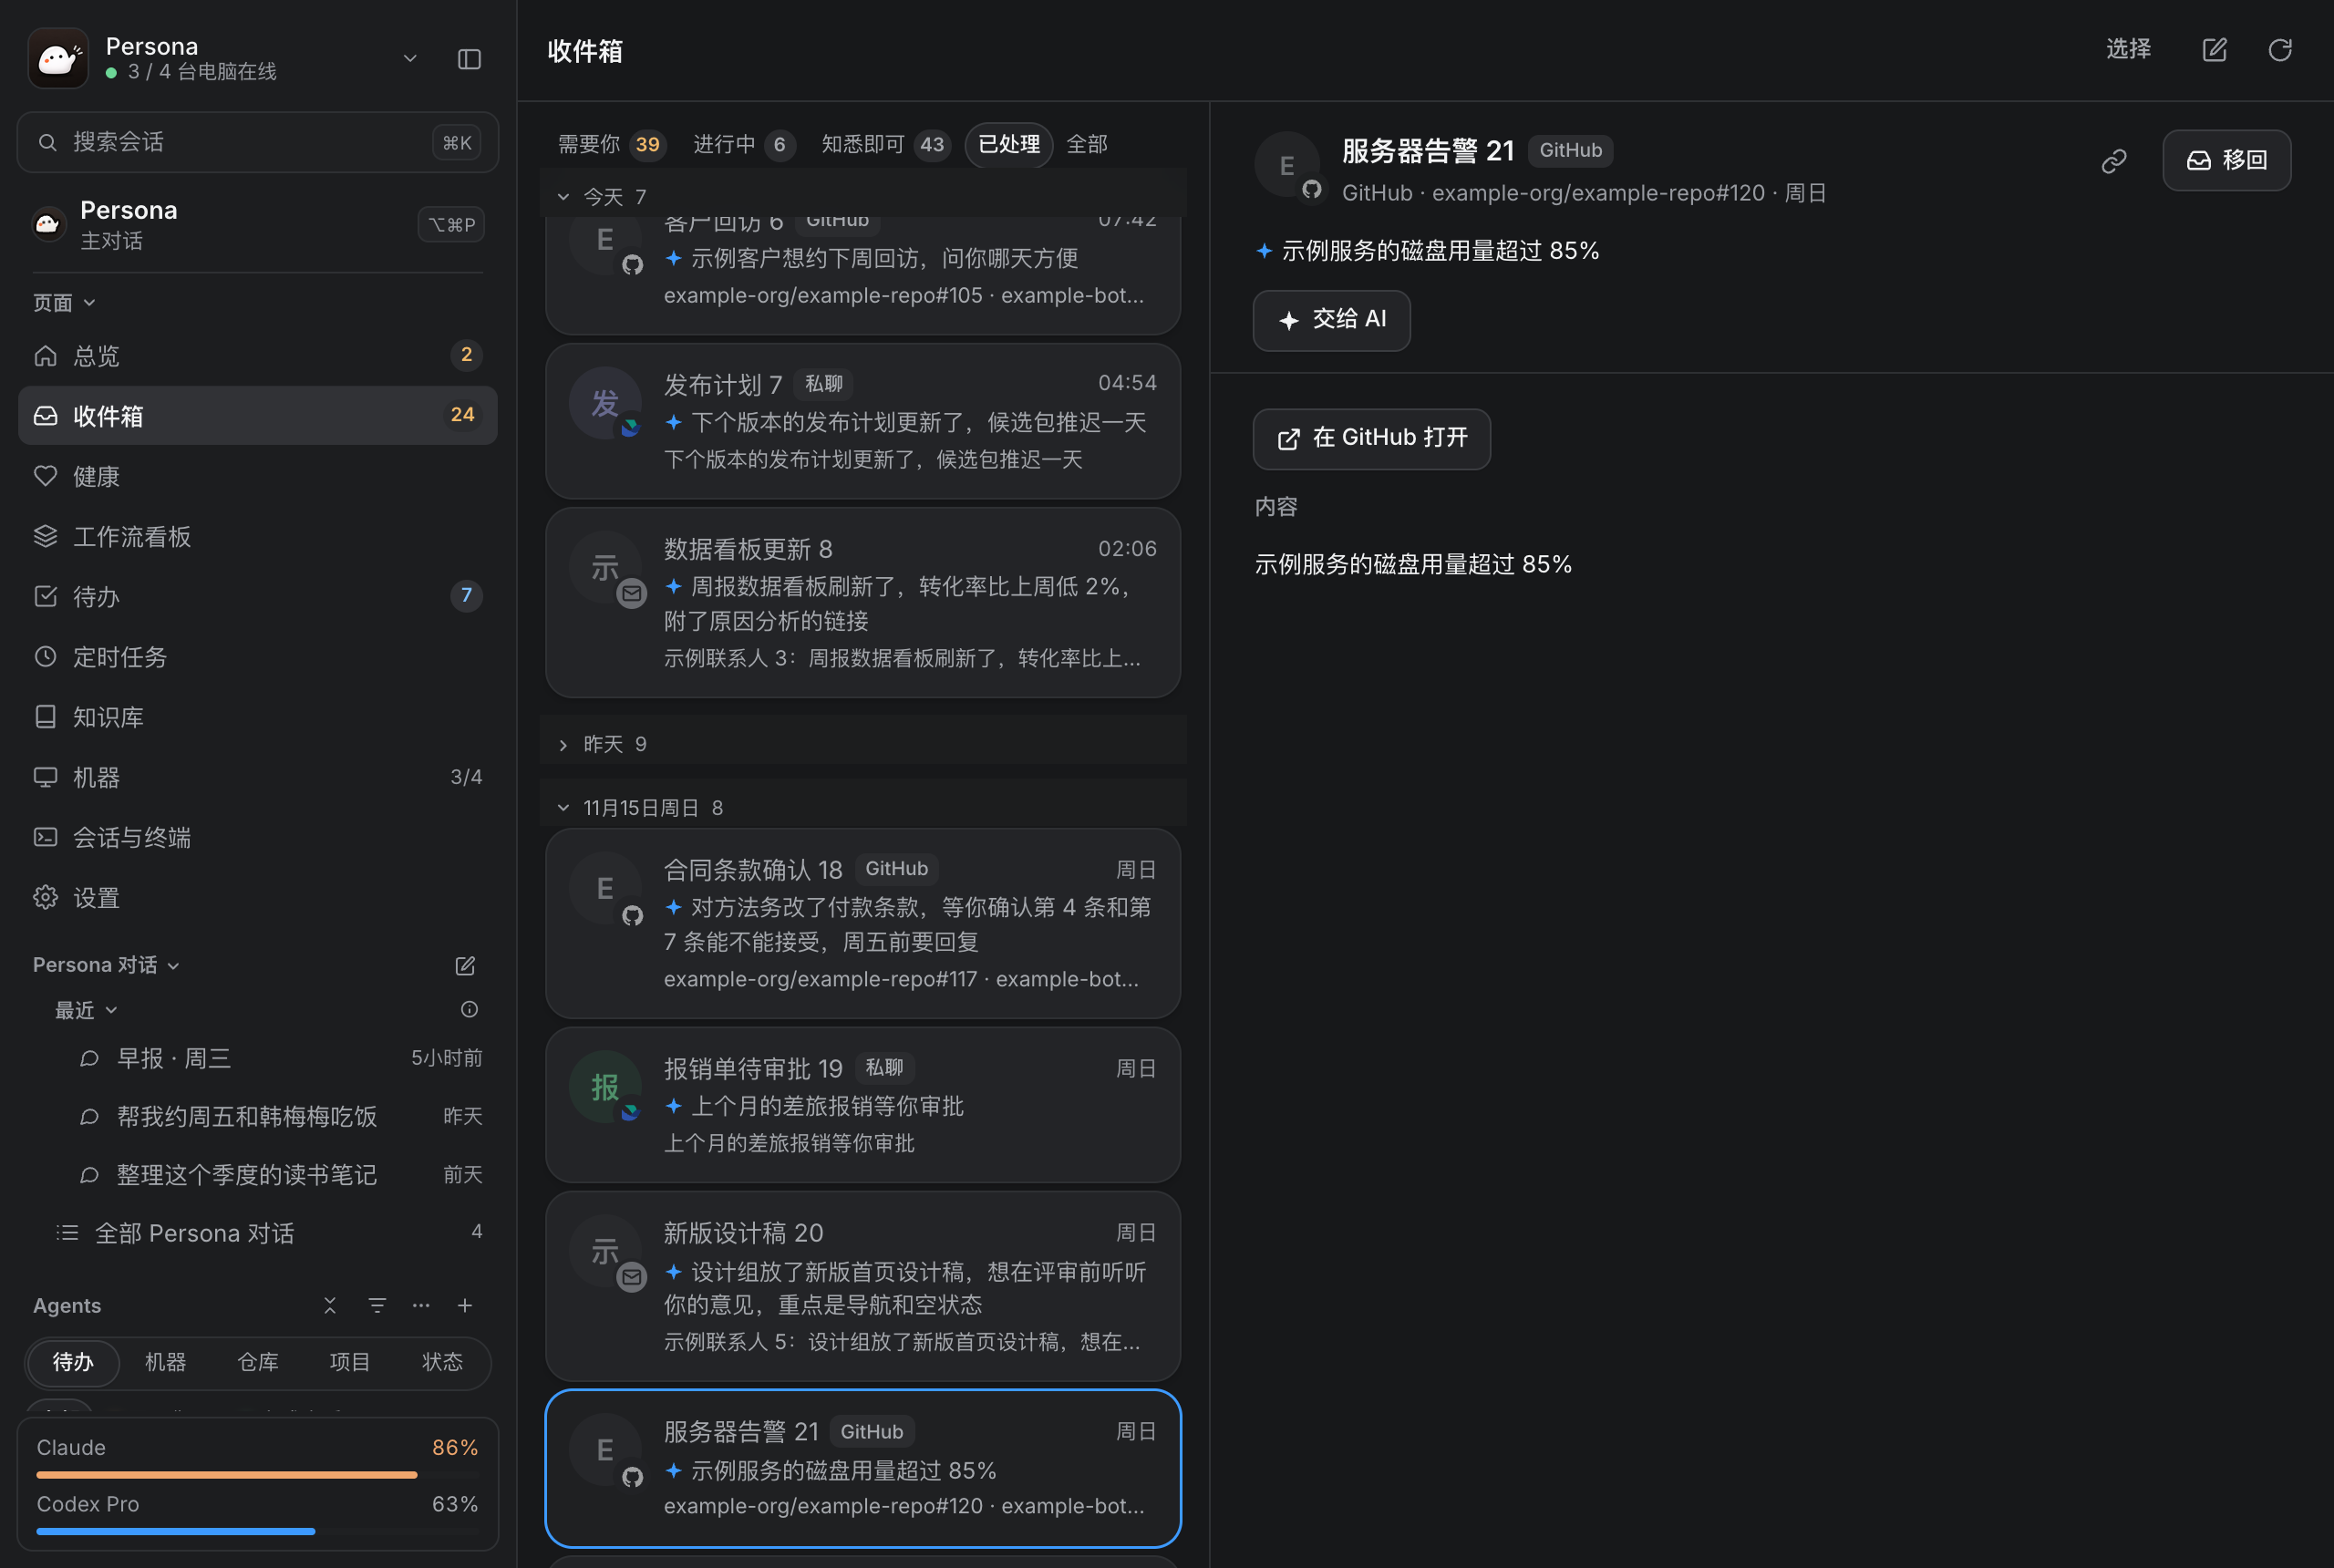 Persona
3 / 4 台电脑在线
搜索会话 ⌘K
Persona
主对话
⌥⌘P
页面
总览 2
收件箱 24
健康
工作流看板
待办 7
定时任务
知识库
机器 3/4
会话与终端
设置
Persona 对话
最近
早报 · 周三 5小时前
帮我约周五和韩梅梅吃饭 昨天
整理这个季度的读书笔记 前天
全部 Persona 对话 4
Agents
待办 机器 仓库 项目 状态
Claude 86%
Codex Pro 63%
收件箱
选择
需要你 39 进行中 6 知悉即可 43 已处理 全部
今天 7
E
客户回访 6 GitHub 07:42
示例客户想约下周回访，问你哪天方便
example-org/example-repo#105 · example-bot...
发
发布计划 7 私聊 04:54
下个版本的发布计划更新了，候选包推迟一天
下个版本的发布计划更新了，候选包推迟一天
示
数据看板更新 8 02:06
周报数据看板刷新了，转化率比上周低 2%，
附了原因分析的链接
示例联系人 3：周报数据看板刷新了，转化率比上...
昨天 9
11月15日周日 8
E
合同条款确认 18 GitHub 周日
对方法务改了付款条款，等你确认第 4 条和第
7 条能不能接受，周五前要回复
example-org/example-repo#117 · example-bot...
报
报销单待审批 19 私聊 周日
上个月的差旅报销等你审批
上个月的差旅报销等你审批
示
新版设计稿 20 周日
设计组放了新版首页设计稿，想在评审前听听
你的意见，重点是导航和空状态
示例联系人 5：设计组放了新版首页设计稿，想在...
E
服务器告警 21 GitHub 周日
示例服务的磁盘用量超过 85%
example-org/example-repo#120 · example-bot...
E
服务器告警 21 GitHub
GitHub · example-org/example-repo#120 · 周日
移回
示例服务的磁盘用量超过 85%
交给 AI
在 GitHub 打开
内容
示例服务的磁盘用量超过 85%